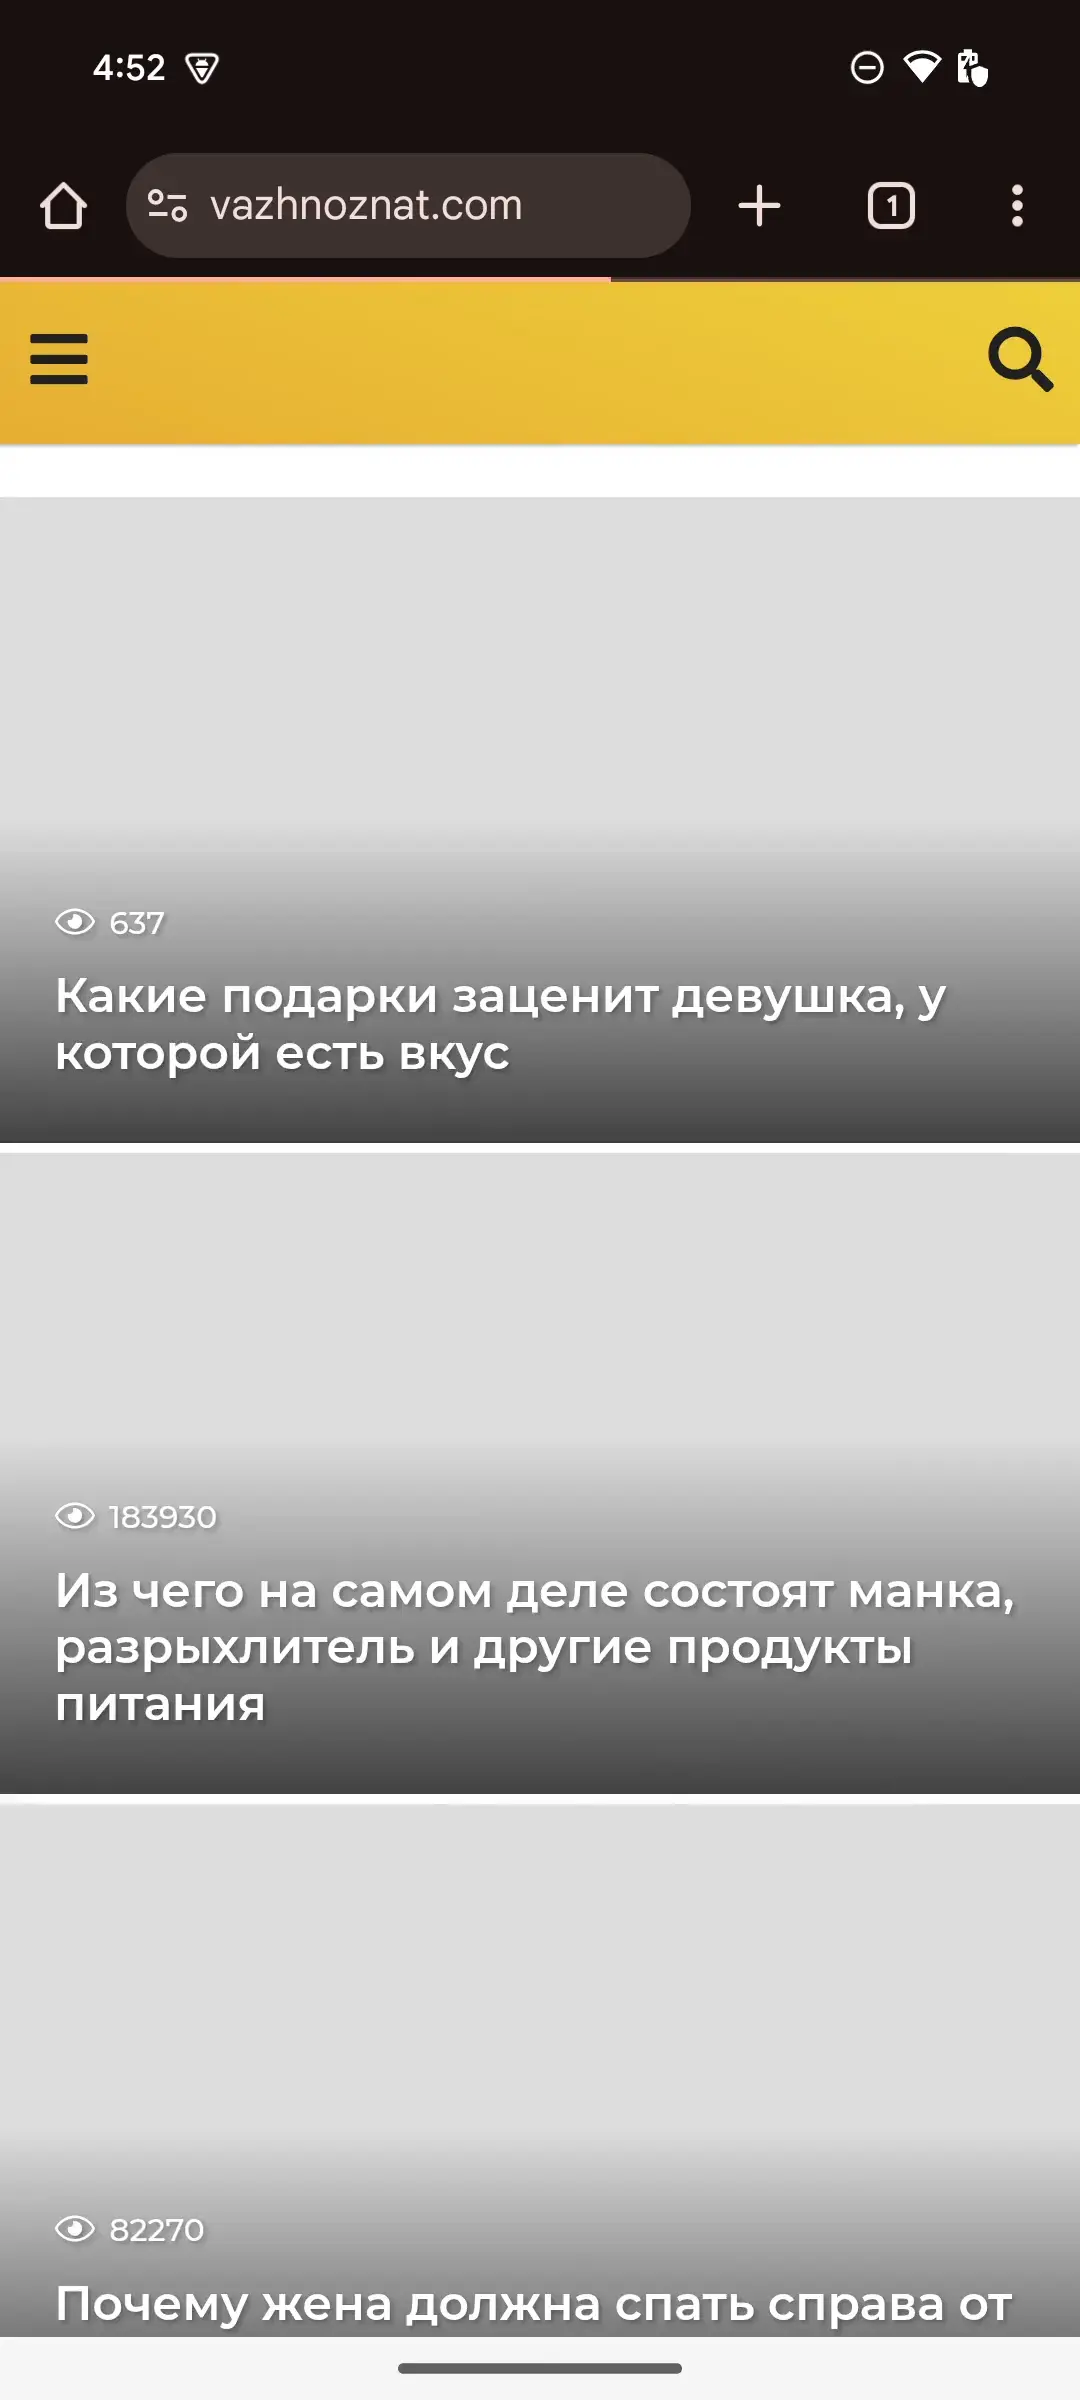 4:52
vazhnoznat.com
1
637
Какие подарки заценит девушка, у
которой есть вкус
183930
Из чего на самом деле состоят манка,
разрыхлитель и другие продукты
питания
82270
Почему жена должна спать справа от